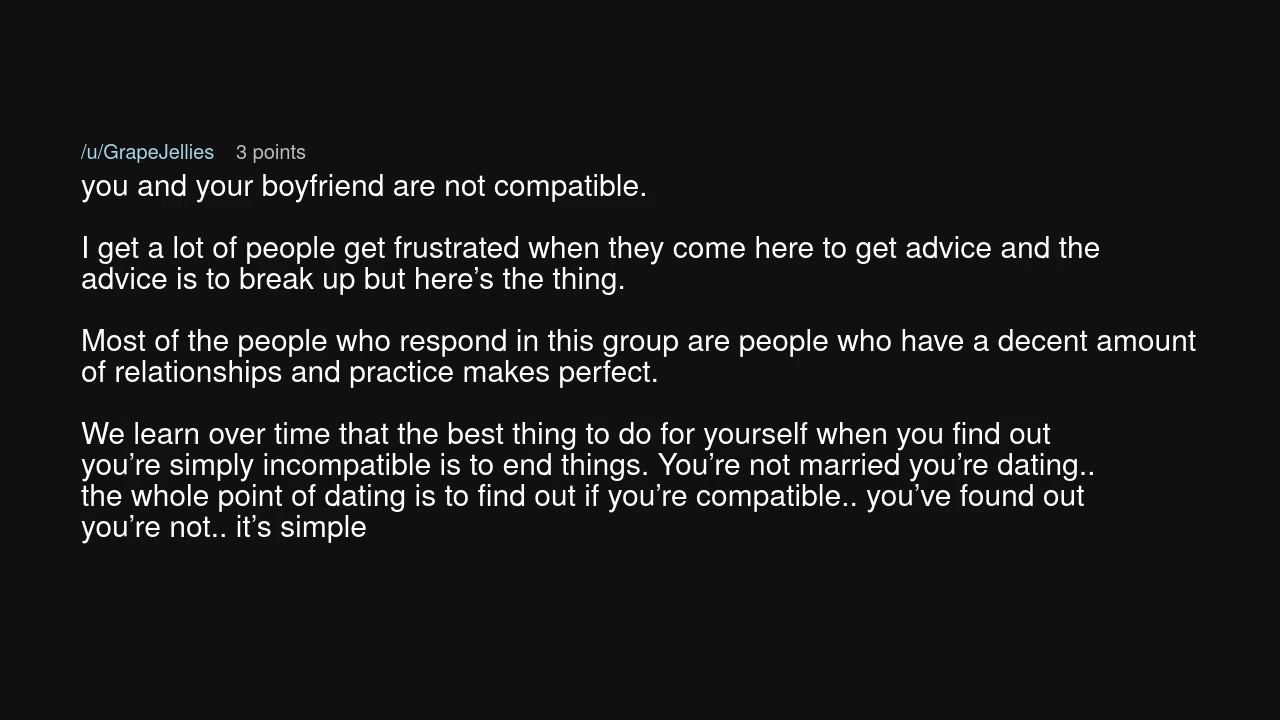 /u/GrapeJellies 3 points
you and your boyfriend are not compatible.
I get a lot of people get frustrated when they come here to get advice and the
advice is to break up but here’s the thing.
Most of the people who respond in this group are people who have a decent amount
of relationships and practice makes perfect.
We learn over time that the best thing to do for yourself when you find out
you’re simply incompatible is to end things. You’re not married you’re dating..
the whole point of dating is to find out if you’re compatible.. you’ve found out
you’re not.. it’s simple